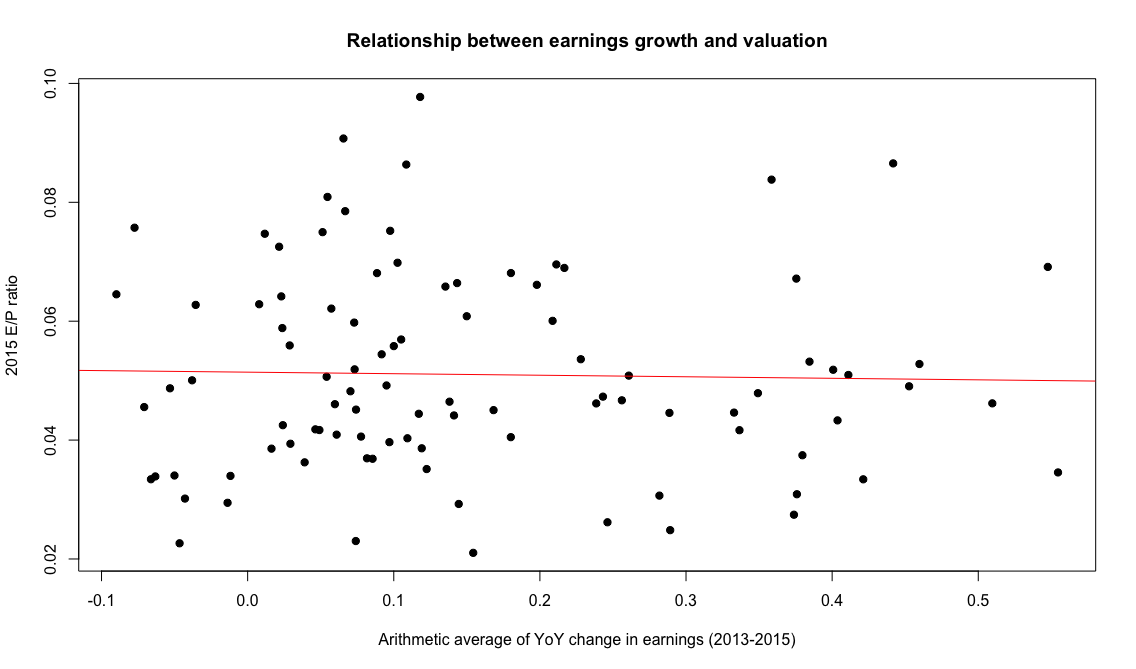 Relationship between earnings growth and valuation
0.10
0.08
0.06
0.04
0.02
2015 E/P ratio
-0.1 0.0 0.1 0.2 0.3 0.4 0.5
Arithmetic average of YoY change in earnings (2013-2015)